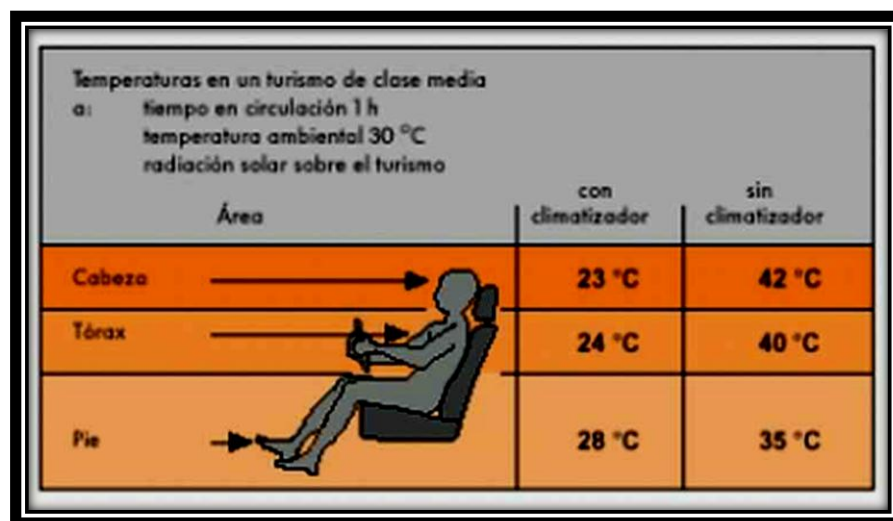 Temperaturas en un turismo de clase media
a: tiempo en circulación 1 h
temperatura ambiental 30 °C
radiación solar sobre el turismo
Área con climatizador sin climatizador
Cabeza 23 °C 42 °C
Tórax 24 °C 40 °C
Pie 28 °C 35 °C